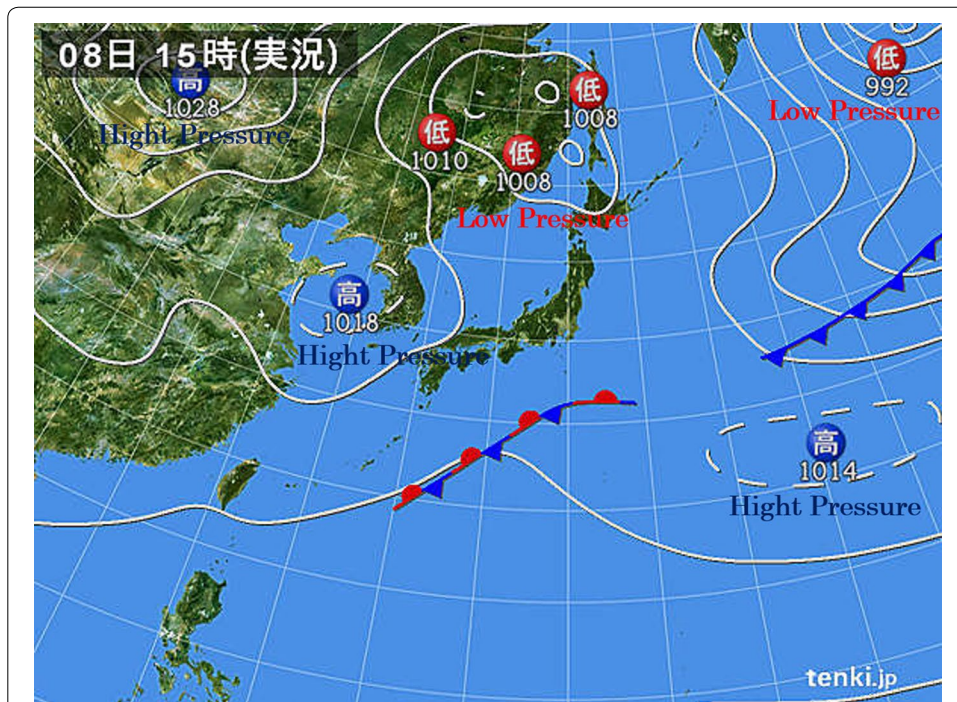 08日 15時(実況)
高
1028
Hight Pressure
低
1010
低
1008
低
1008
Low Pressure
低
992
Low Pressure
高
1018
Hight Pressure
高
1014
Hight Pressure
tenki.jp